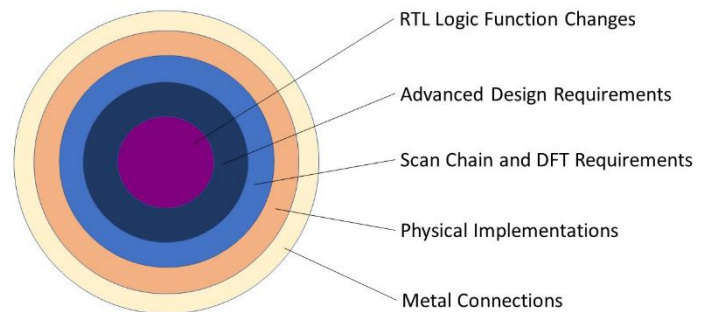 RTL Logic Function Changes
Advanced Design Requirements
Scan Chain and DFT Requirements
Physical Implementations
Metal Connections